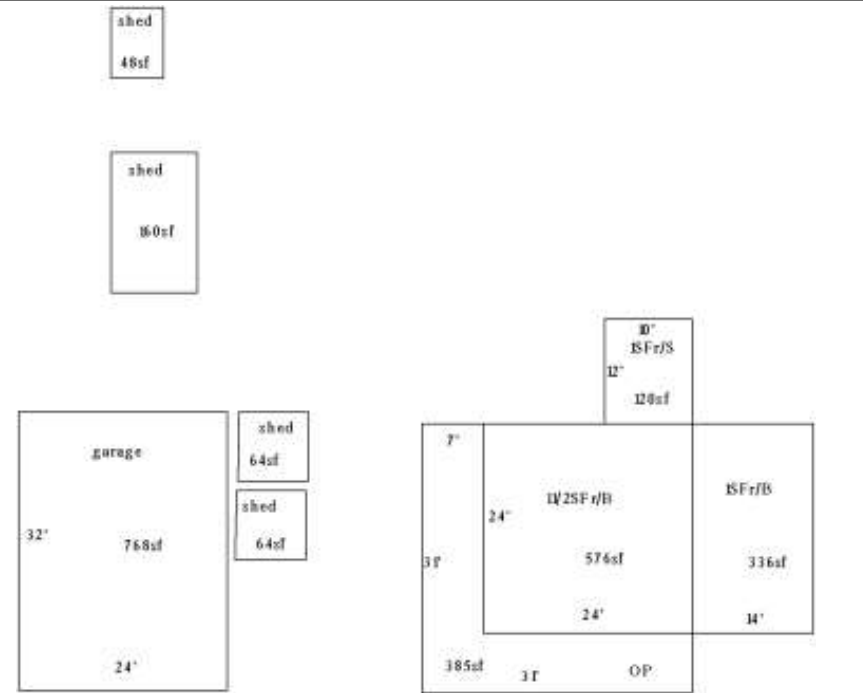 shed
48sf
shed
160sf
10'
1SFr/S
12'
120sf
garage
32'
768sf
24'
shed
64sf
shed
64sf
7'
31'
24'
11/2SFr/B
576sf
24'
1SFr/B
336sf
14'
385sf
31'
OP